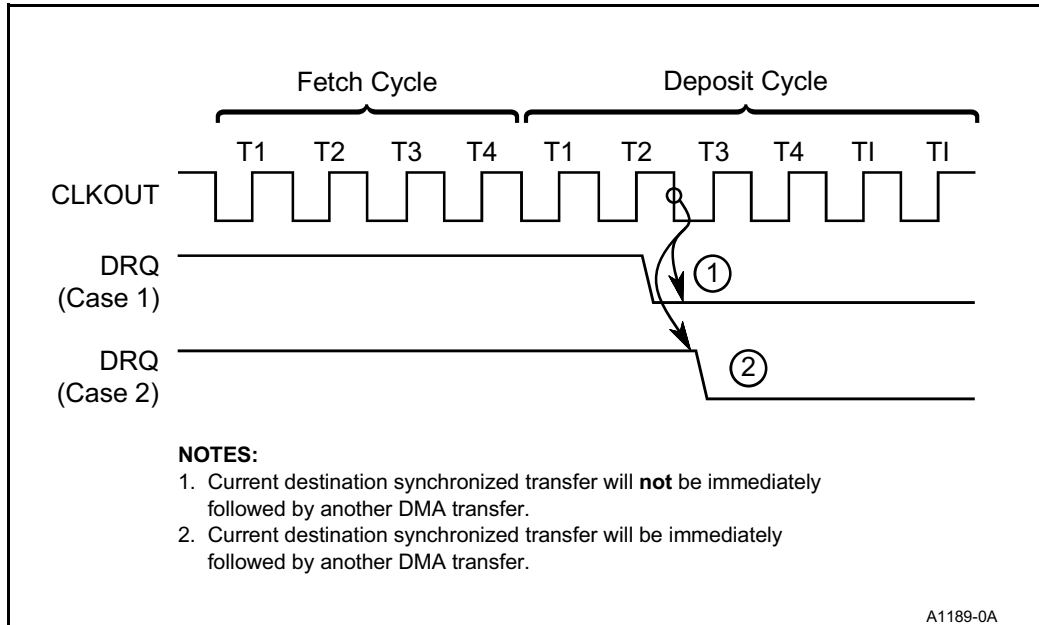 Fetch Cycle Deposit Cycle
T1 T2 T3 T4 T1 T2 T3 T4 TI TI
CLKOUT
DRQ
(Case 1)
1
DRQ
(Case 2)
2
NOTES:
1. Current destination synchronized transfer will not be immediately
followed by another DMA transfer.
2. Current destination synchronized transfer will be immediately
followed by another DMA transfer.
A1189-0A